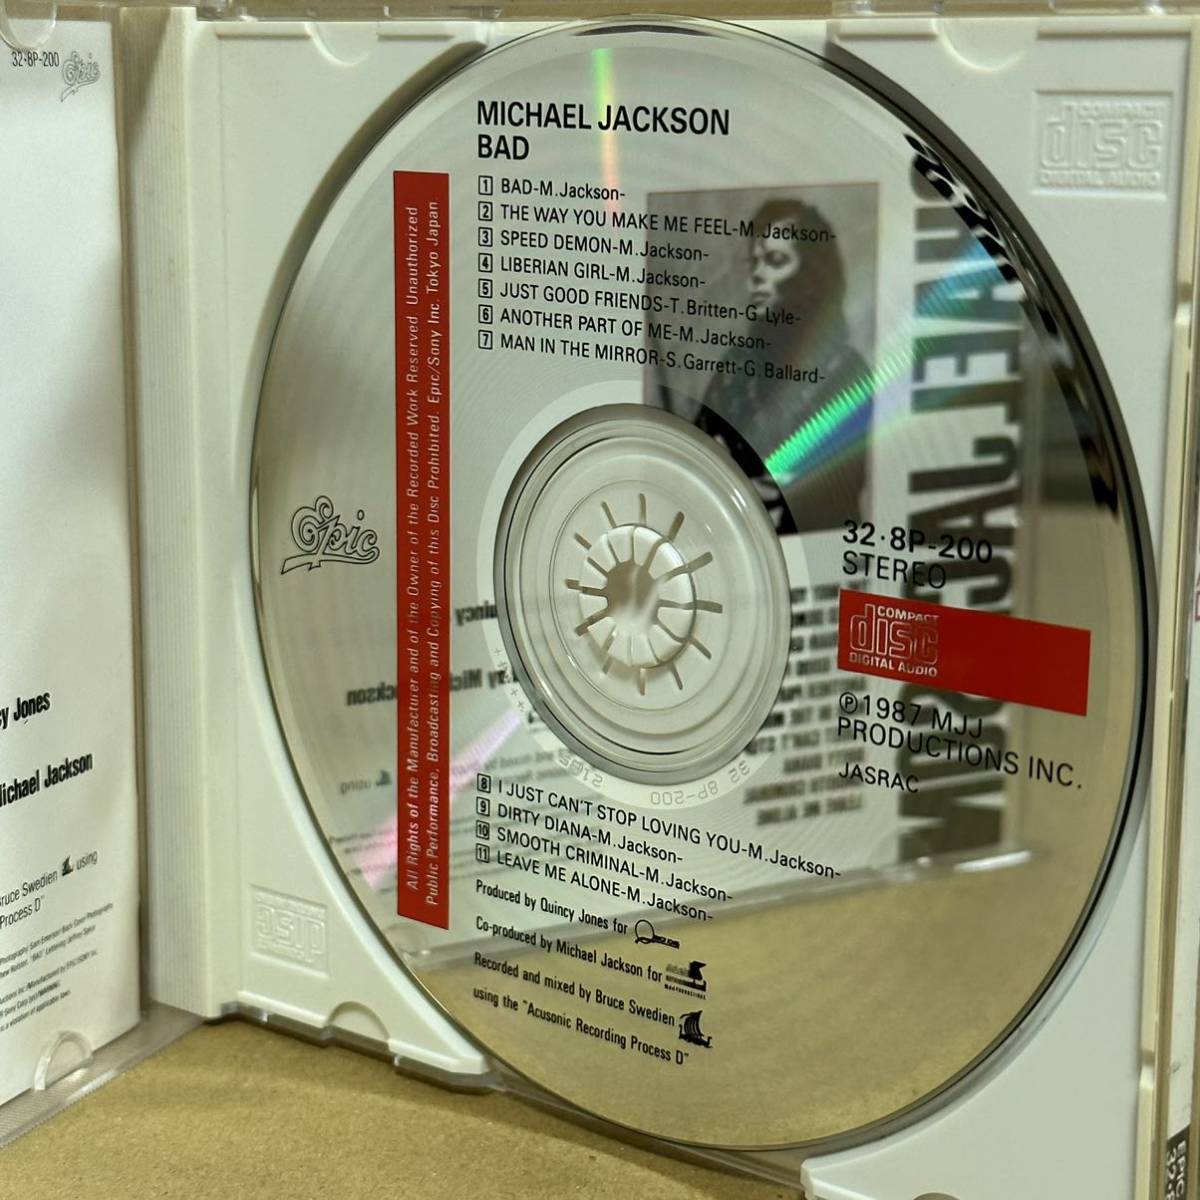 32·8P-200
Epic
cy Jones
Michael Jackson
Bruce Swedien using
Process D"
MICHAEL JACKSON
BAD
1 BAD-M.Jackson-
2 THE WAY YOU MAKE ME FEEL-M.Jackson-
3 SPEED DEMON-M.Jackson-
4 LIBERIAN GIRL-M.Jackson-
5 JUST GOOD FRIENDS-T.Britten-G.Lyle-
6 ANOTHER PART OF ME-M.Jackson-
7 MAN IN THE MIRROR-S.Garrett-G.Ballard-
All Rights of the Manufacturer and of the Owner of the Recorded Work Reserved. Unauthorized
Public Performance, Broadcasting and Copying of this Disc Prohibited. Epic/Sony Inc. Tokyo Japan.
Epic
32·8P-200
STEREO
COMPACT
disc
DIGITAL AUDIO
Ⓟ1987 MJJ
PRODUCTIONS INC.
JASRAC
8 I JUST CAN'T STOP LOVING YOU-M.Jackson-
9 DIRTY DIANA-M.Jackson-
10 SMOOTH CRIMINAL-M.Jackson-
11 LEAVE ME ALONE-M.Jackson-
Produced by Quincy Jones for
Co-produced by Michael Jackson for
Recorded and mixed by Bruce Swedien
using the "Acusonic Recording Process D"
COMPACT
disc
DIGITAL AUDIO
EPIC